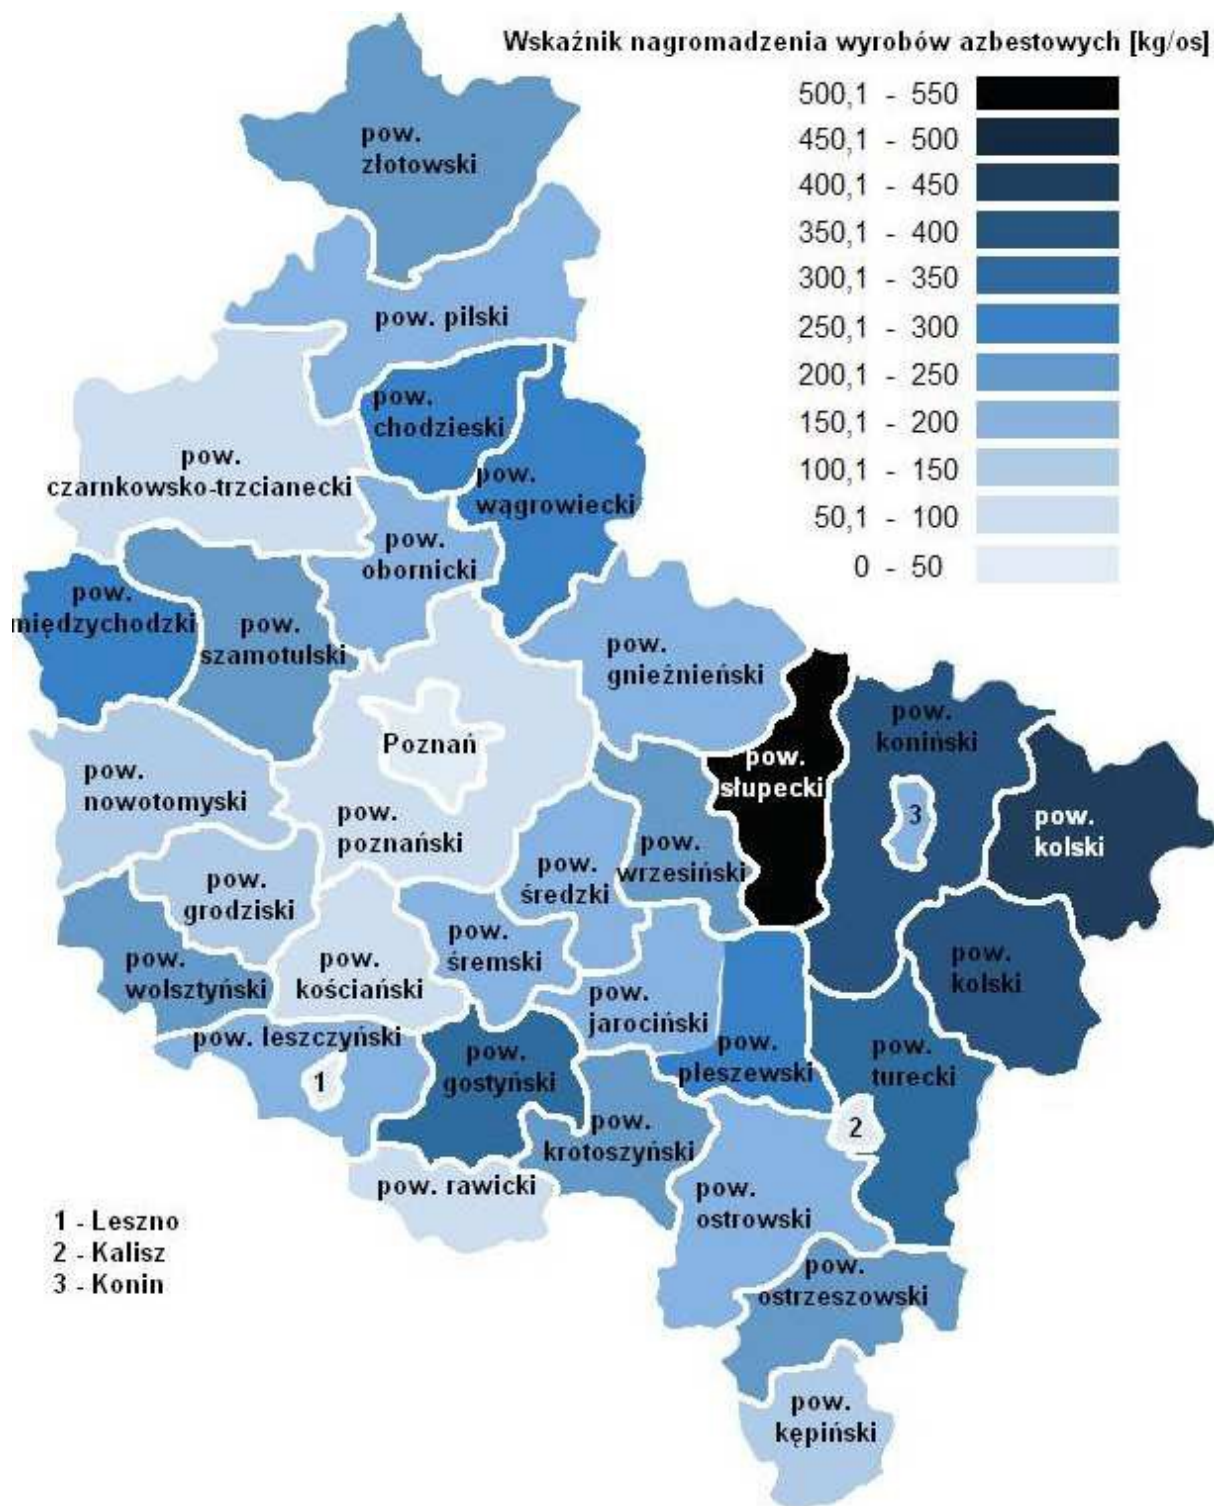 Wskaźnik nagromadzenia wyrobów azbestowych [kg/os]
500,1 - 550
450,1 - 500
400,1 - 450
350,1 - 400
300,1 - 350
250,1 - 300
200,1 - 250
150,1 - 200
100,1 - 150
50,1 - 100
0 - 50
pow.
złotowski
pow. pilski
pow.
chodzieski
pow.
czarnkowsko-trzcianecki
pow.
wągrowiecki
pow.
obornicki
pow.
międzychodzki
pow.
szamotulski
pow.
gnieźnieński
pow.
koniński
Poznań
pow.
słupecki
pow.
nowotomyski
3
pow.
poznański
pow.
kolski
pow.
wrzesiński
pow.
średzki
pow.
grodziski
pow.
śremski
pow.
wolsztyński
pow.
kościański
pow.
kolski
pow.
jarociński
pow. leszczyński
pow.
gostyński
pow.
pleszewski
pow.
turecki
1
2
pow.
krotoszyński
pow. rawicki
pow.
ostrowski
1 - Leszno
2 - Kalisz
3 - Konin
pow.
ostrzeszowski
pow.
kępiński